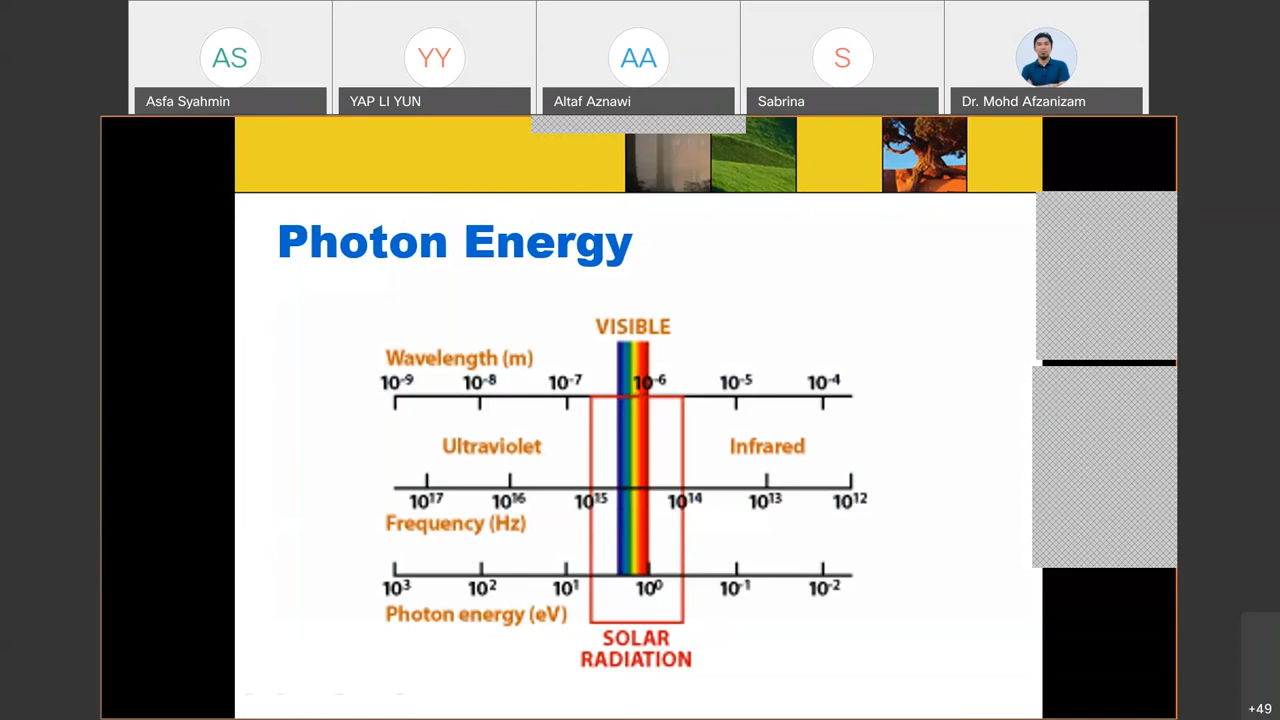 AS YY AA S
Asfa Syahmin YAP LI YUN Altaf Aznawi Sabrina Dr. Mohd Afzanizam
Photon Energy
VISIBLE
Wavelength (m)
10⁻⁹ 10⁻⁸ 10⁻⁷ 10⁻⁶ 10⁻⁵ 10⁻⁴
Ultraviolet Infrared
10¹⁷ 10¹⁶ 10¹⁵ 10¹⁴ 10¹³ 10¹²
Frequency (Hz)
10³ 10² 10¹ 10⁰ 10⁻¹ 10⁻²
Photon energy (eV)
SOLAR
RADIATION
+49